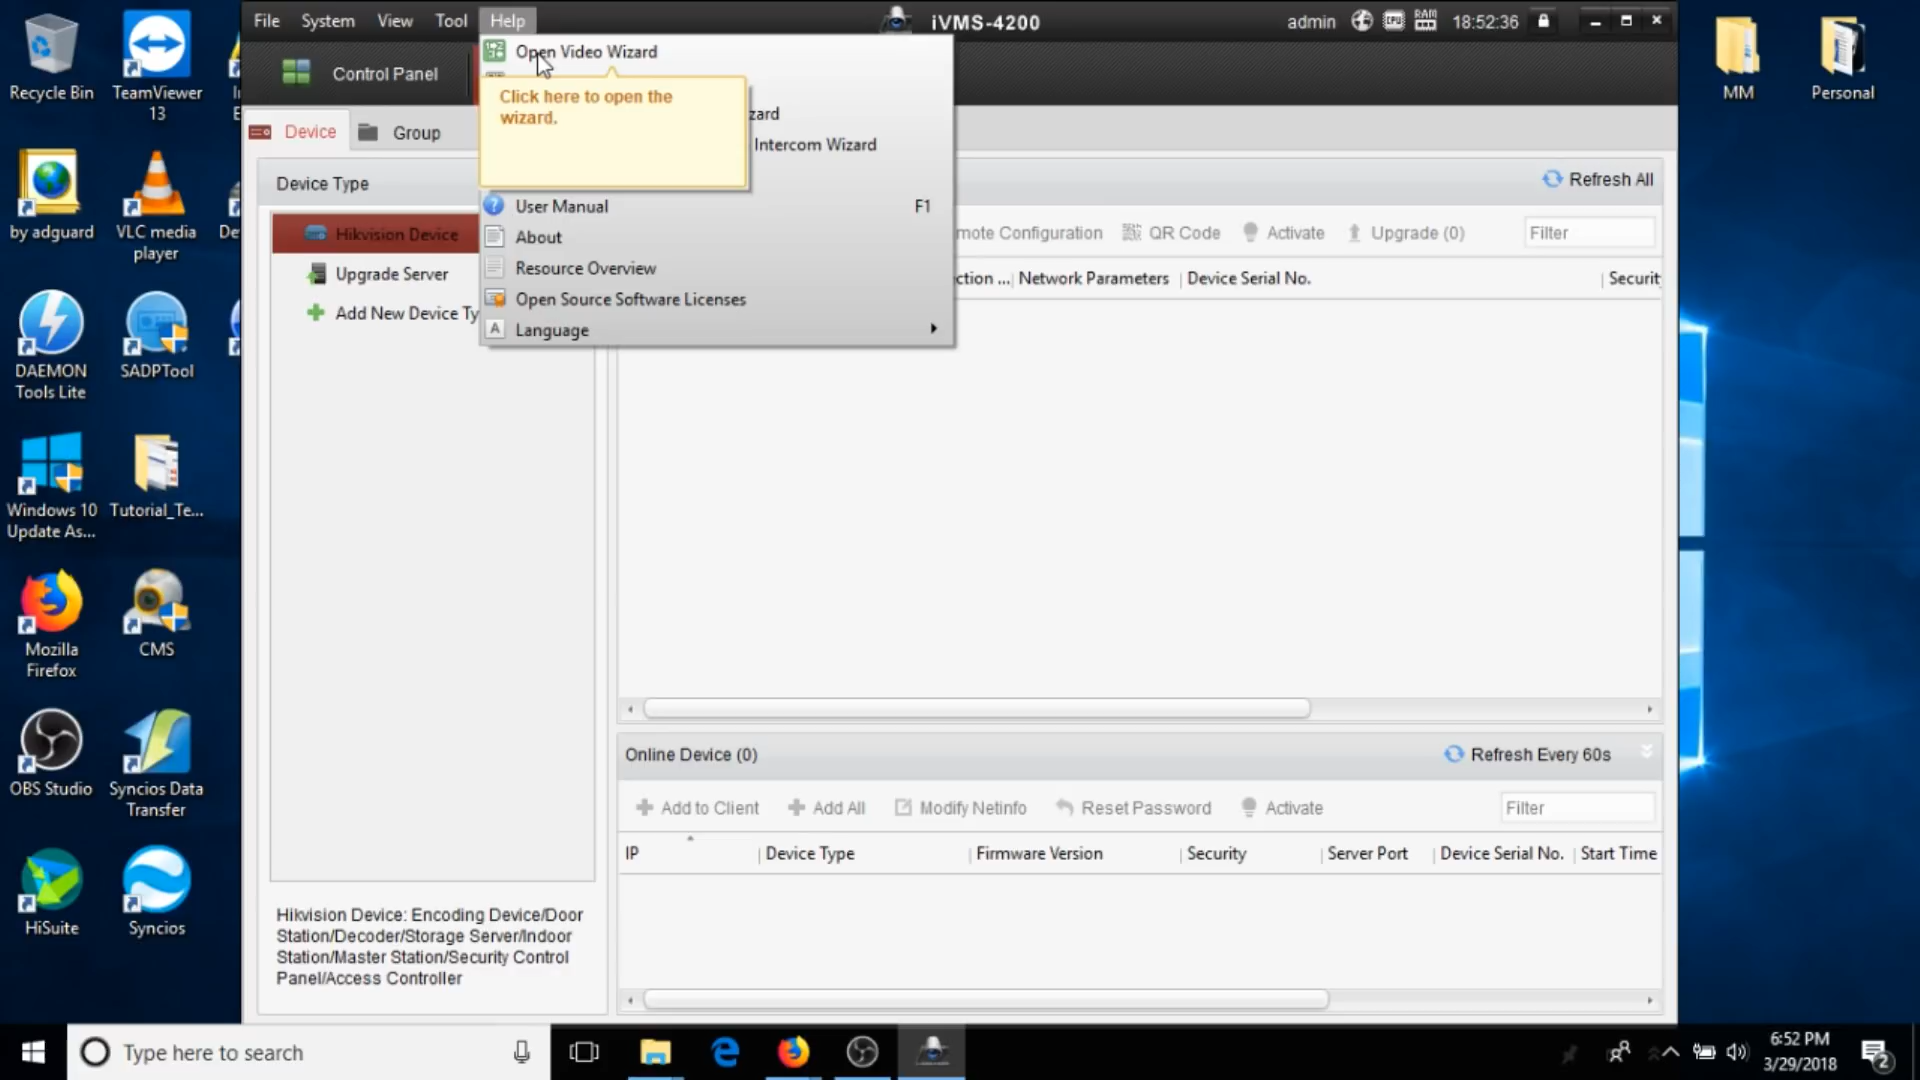 File System View Tool Help
iVMS-4200
admin
CPU
RAM
18:52:36
Open Video Wizard
Control Panel
Click here to open the
wizard.
zard
Intercom Wizard
User Manual F1
About
Resource Overview
Open Source Software Licenses
Language
Device Group
Device Type
Refresh All
Hikvision Device
Upgrade Server
Add New Device Ty
mote Configuration QR Code Activate Upgrade (0) Filter
ction ... Network Parameters Device Serial No. Securit
Online Device (0) Refresh Every 60s
Add to Client Add All Modify Netinfo Reset Password Activate Filter
IP Device Type Firmware Version Security Server Port Device Serial No. Start Time
Hikvision Device: Encoding Device/Door
Station/Decoder/Storage Server/Indoor
Station/Master Station/Security Control
Panel/Access Controller
Recycle Bin
TeamViewer
13
by adguard
VLC media
player
DAEMON
Tools Lite
SADPTool
Windows 10
Update As...
Tutorial_Te...
Mozilla
Firefox
CMS
OBS Studio
Syncios Data
Transfer
HiSuite
Syncios
MM
Personal
Type here to search
6:52 PM
3/29/2018
2